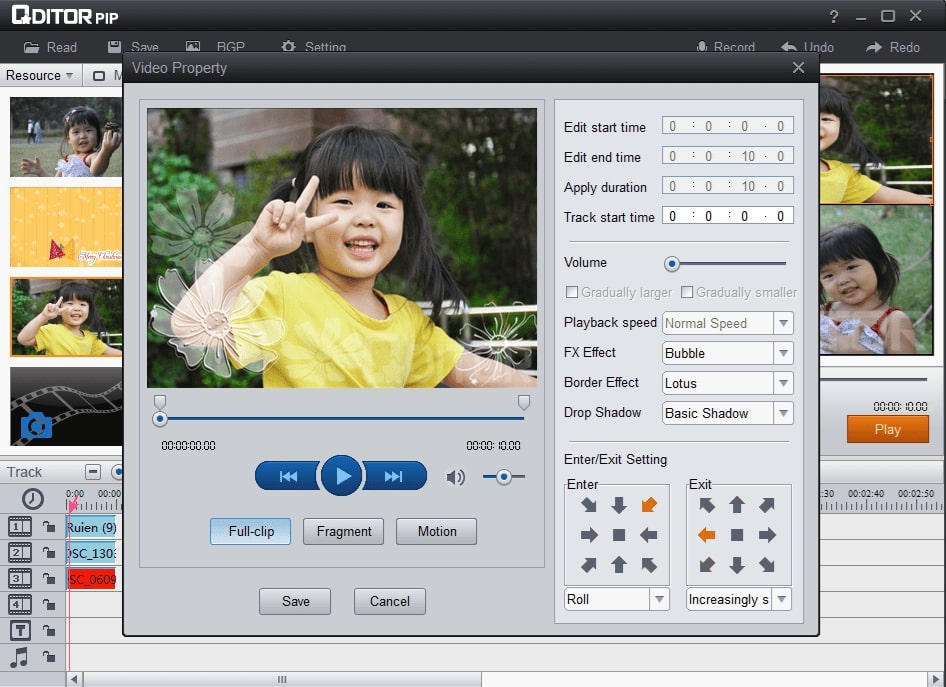 QDITOR PIP
?
Read Save BGP Setting Record Undo Redo
Resource M
Video Property
Merry Christmas
Edit start time 0 : 0 : 0 . 0
Edit end time 0 : 0 : 10 . 0
Apply duration 0 : 0 : 10 . 0
Track start time 0 : 0 : 0 . 0
Volume
Gradually larger Gradually smaller
Playback speed Normal Speed
FX Effect Bubble
Border Effect Lotus
Drop Shadow Basic Shadow
00:00:00.00 00:00:10.00
00:00:10.00
Play
Enter/Exit Setting
Enter Exit
Full-clip Fragment Motion
Roll Increasingly s
Save Cancel
Track
0:00 00:00 :30 00:02:40 00:02:50
1 Ruien (9)
2 DSC_130
3 SC_0609
4
T